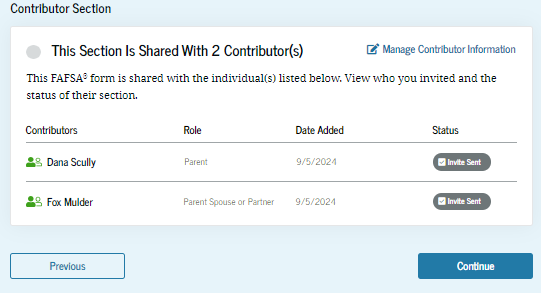 Contributor Section
This Section Is Shared With 2 Contributor(s)
Manage Contributor Information
This FAFSA® form is shared with the individual(s) listed below. View who you invited and the
status of their section.
Contributors Role Date Added Status
Dana Scully Parent 9/5/2024 Invite Sent
Fox Mulder Parent Spouse or Partner 9/5/2024 Invite Sent
Previous Continue